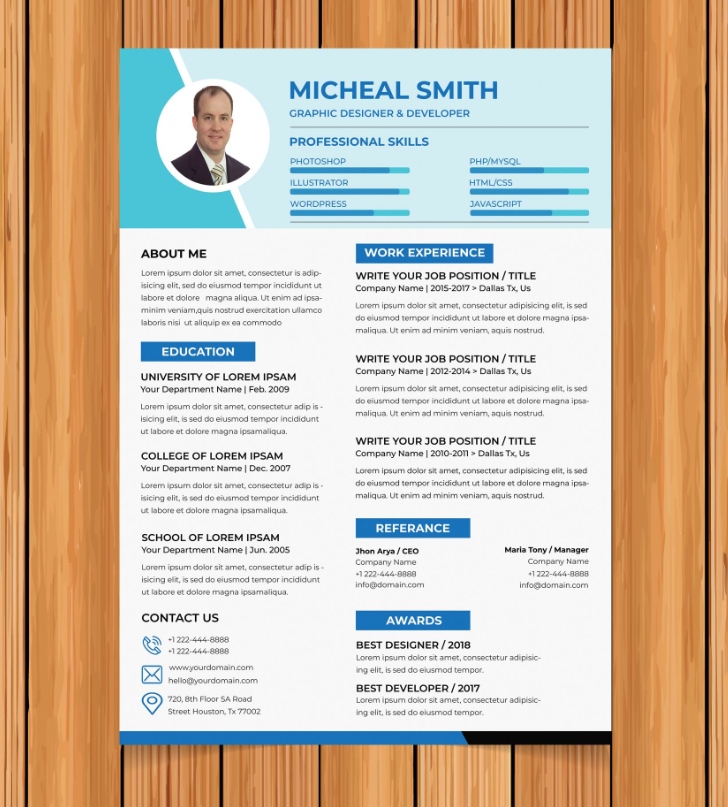 MICHEAL SMITH
GRAPHIC DESIGNER & DEVELOPER
PROFESSIONAL SKILLS
PHOTOSHOP
ILLUSTRATOR
WORDPRESS
PHP/MYSQL
HTML/CSS
JAVASCRIPT
ABOUT ME
Lorem ipsum dolor sit amet, consectetur is adip-
isicing elit, sed do eiusmod tempor incididunt ut
labore et dolore magna aliqua. Ut enim ad ipsa-
minim veniam,quis nostrud exercitation ullamco
laboris nisi ut aliquip ex ea commodo
EDUCATION
UNIVERSITY OF LOREM IPSAM
Your Department Name | Feb. 2009
Lorem ipsum dolor sit amet, consectetur adip is -
isicing elit, is sed do eiusmod tempor incididunt
ut labore et dolore magna ipsamaliqua.
COLLEGE OF LOREM IPSAM
Your Department Name | Dec. 2007
Lorem ipsum dolor sit amet, consectetur adip is -
isicing elit, is sed do eiusmod tempor incididunt
ut labore et dolore magna ipsamaliqua.
SCHOOL OF LOREM IPSAM
Your Department Name | Jun. 2005
Lorem ipsum dolor sit amet, consectetur adip is -
isicing elit, is sed do eiusmod tempor incididunt
ut labore et dolore magna ipsamaliqua.
CONTACT US
+1 222-444-8888
+1 222-444-8888
www.yourdomain.com
hello@yourdomain.com
720, 8th Floor 5A Road
Street Houston, Tx 77002
WORK EXPERIENCE
WRITE YOUR JOB POSITION / TITLE
Company Name | 2015-2017 > Dallas Tx, Us
Lorem ipsum dolor sit amet, consectetur adipisicing elit, is sed
do eiusmod tempor incididunt ut labore et dolore magna ipsa-
maliqua. Ut enim ad minim veniam, quis nostrud.
WRITE YOUR JOB POSITION / TITLE
Company Name | 2012-2014 > Dallas Tx, Us
Lorem ipsum dolor sit amet, consectetur adipisicing elit, is sed
do eiusmod tempor incididunt ut labore et dolore magna ipsa-
maliqua. Ut enim ad minim veniam, quis nostrud.
WRITE YOUR JOB POSITION / TITLE
Company Name | 2010-2011 > Dallas Tx, Us
Lorem ipsum dolor sit amet, consectetur adipisicing elit, is sed
do eiusmod tempor incididunt ut labore et dolore magna ipsa-
maliqua. Ut enim ad minim veniam, quis nostrud.
REFERANCE
Jhon Arya / CEO
Company Name
+1 222-444-8888
info@domain.com
Maria Tony / Manager
Company Name
+1 222-444-8888
info@domain.com
AWARDS
BEST DESIGNER / 2018
Lorem ipsum dolor sit amet, consectetur adipisic-
ing elit, is sed do eiusmod tempor.
BEST DEVELOPER / 2017
Lorem ipsum dolor sit amet, consectetur adipisic-
ing elit, is sed do eiusmod tempor.